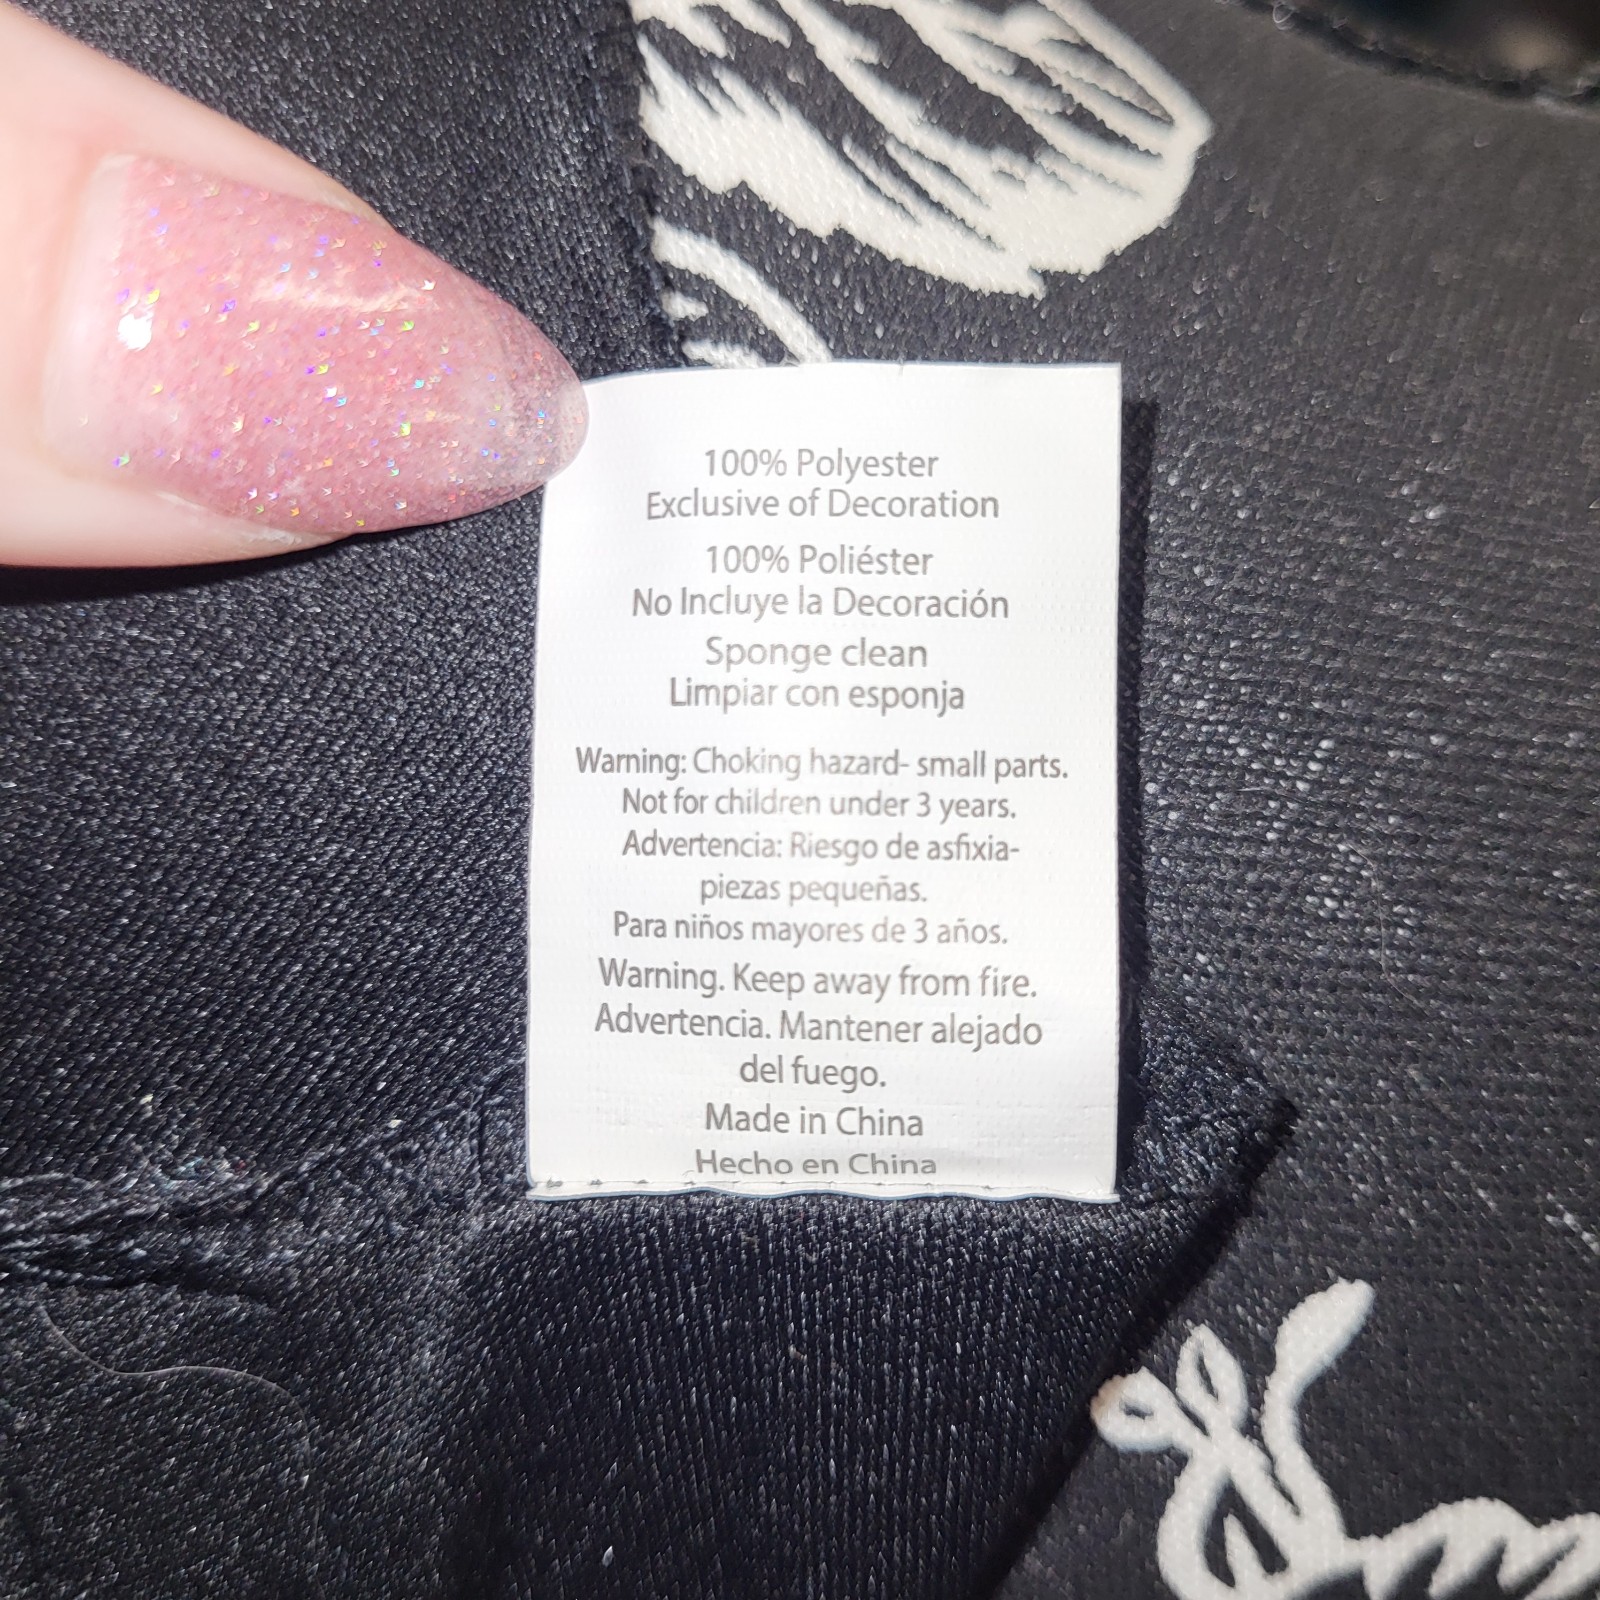 100% Polyester
Exclusive of Decoration
100% Poliéster
No Incluye la Decoración
Sponge clean
Limpiar con esponja
Warning: Choking hazard- small parts.
Not for children under 3 years.
Advertencia: Riesgo de asfixia-
piezas pequeñas.
Para niños mayores de 3 años.
Warning. Keep away from fire.
Advertencia. Mantener alejado
del fuego.
Made in China
Hecho en China